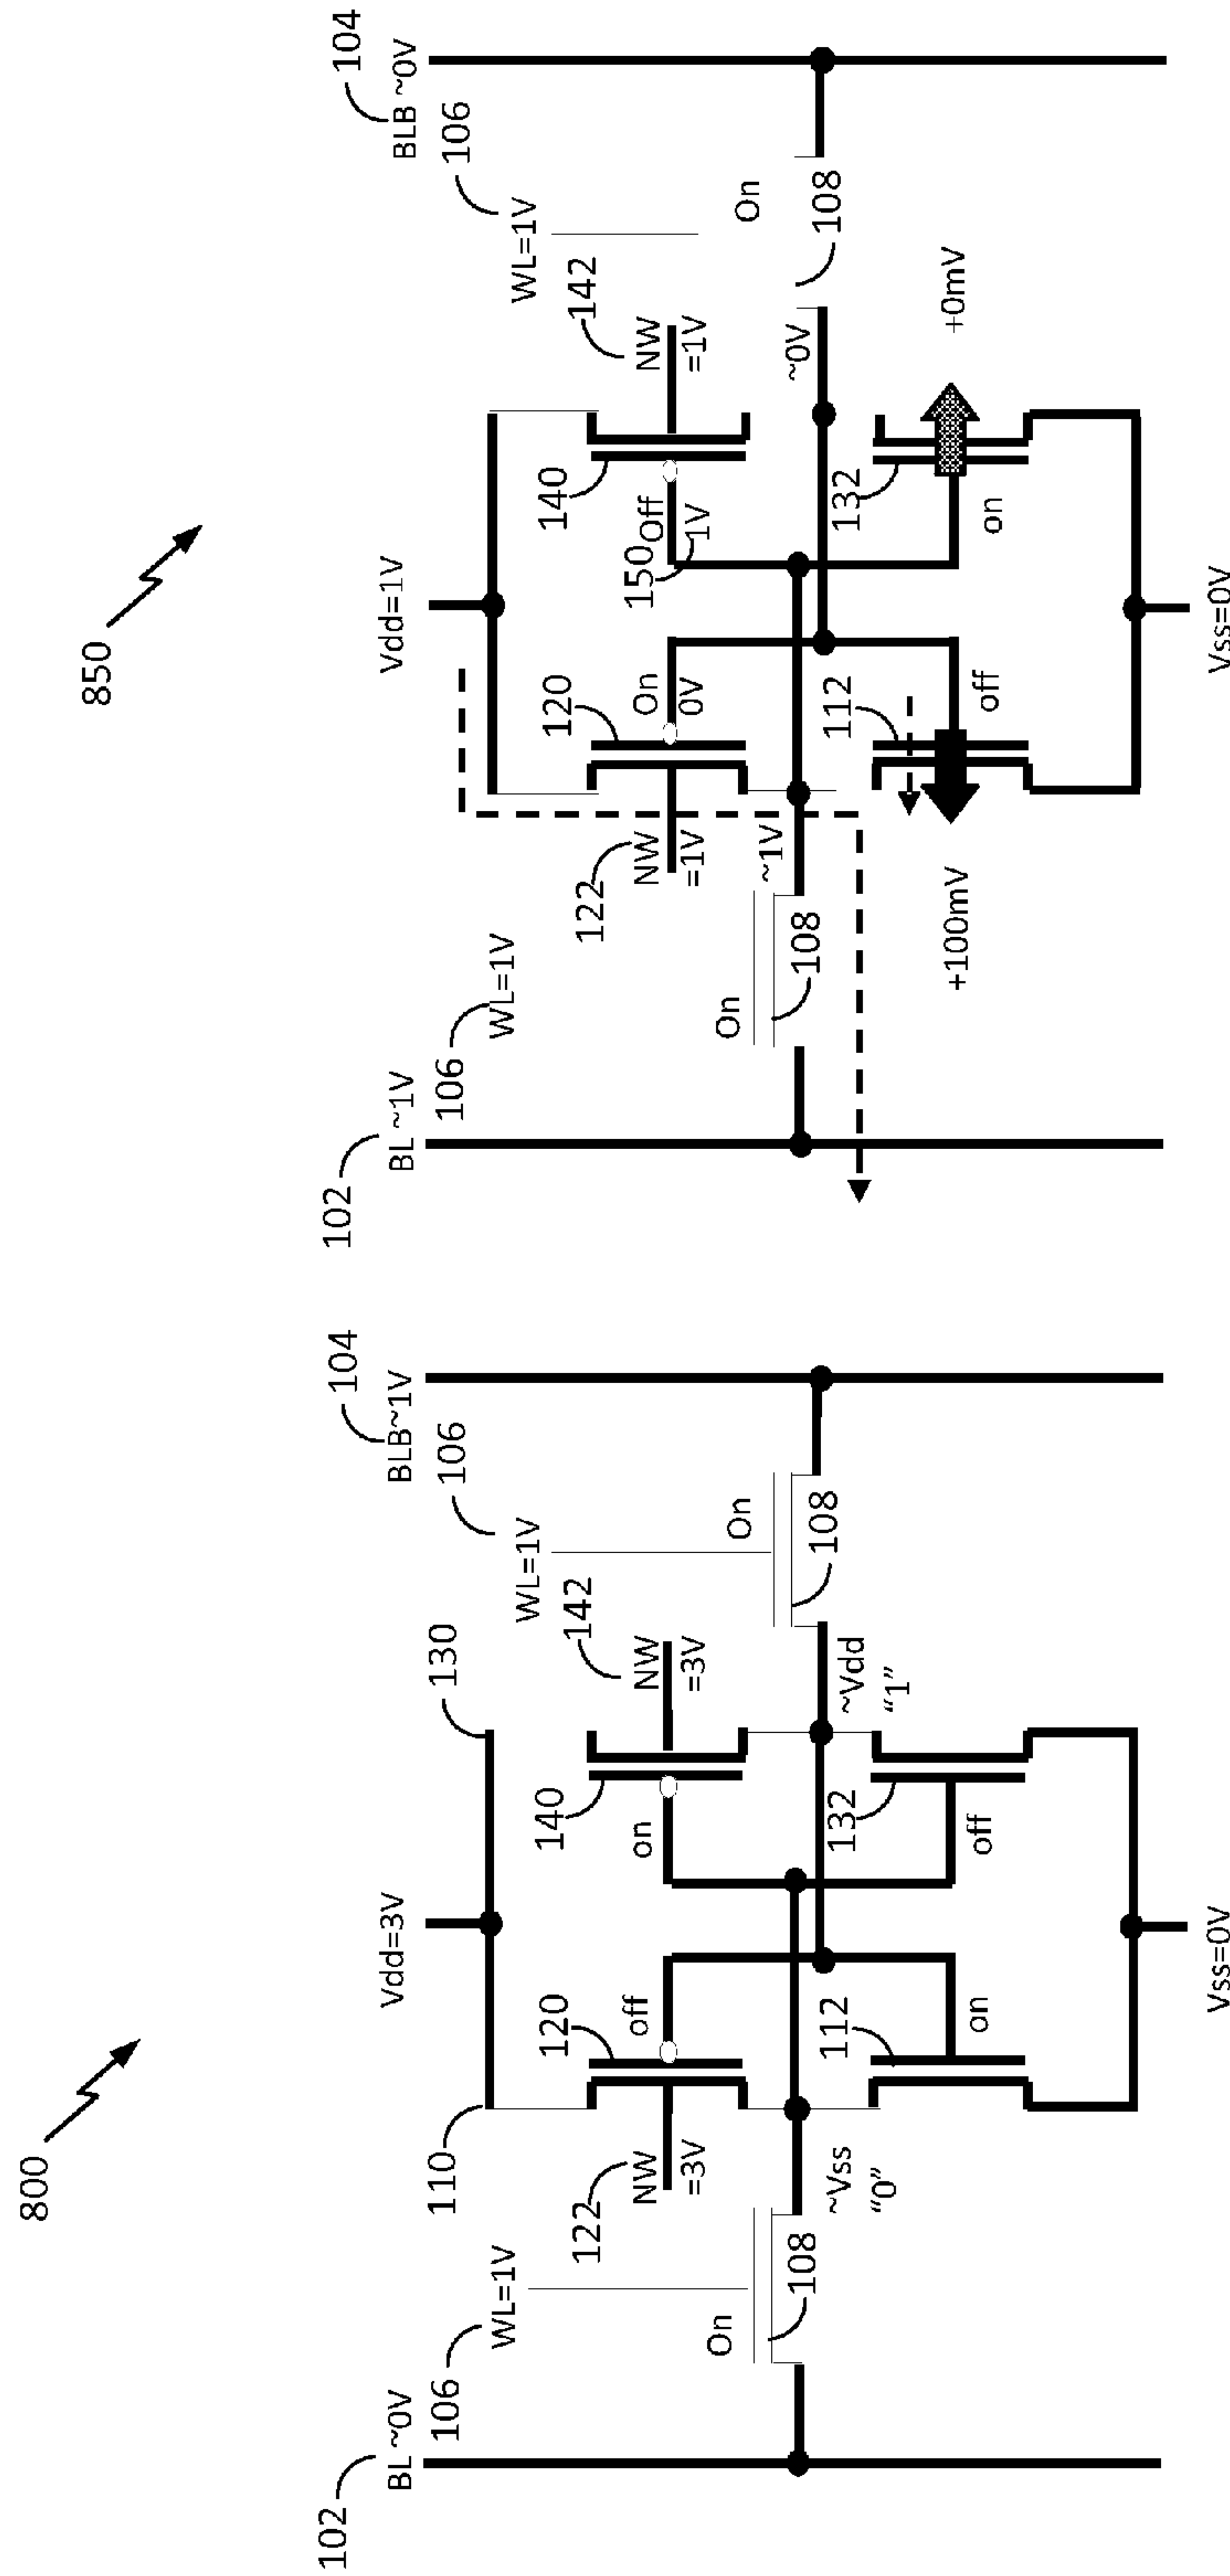 800
Vdd=3V
102
BL ~0V
106
WL=1V
110
130
120
off
122
NW
=3V
on
140
NW
=3V
142
WL=1V
106
BLB~1V
104
On
108
~Vss
"0"
112
on
132
off
~Vdd
"1"
On
108
Vss=0V
850
Vdd=1V
102
BL ~1V
106
WL=1V
120
On
0V
122
NW
=1V
150
Off
1V
140
NW
=1V
142
WL=1V
106
BLB ~0V
104
On
108
~1V
112
off
+100mV
132
on
+0mV
~0V
On
108
Vss=0V